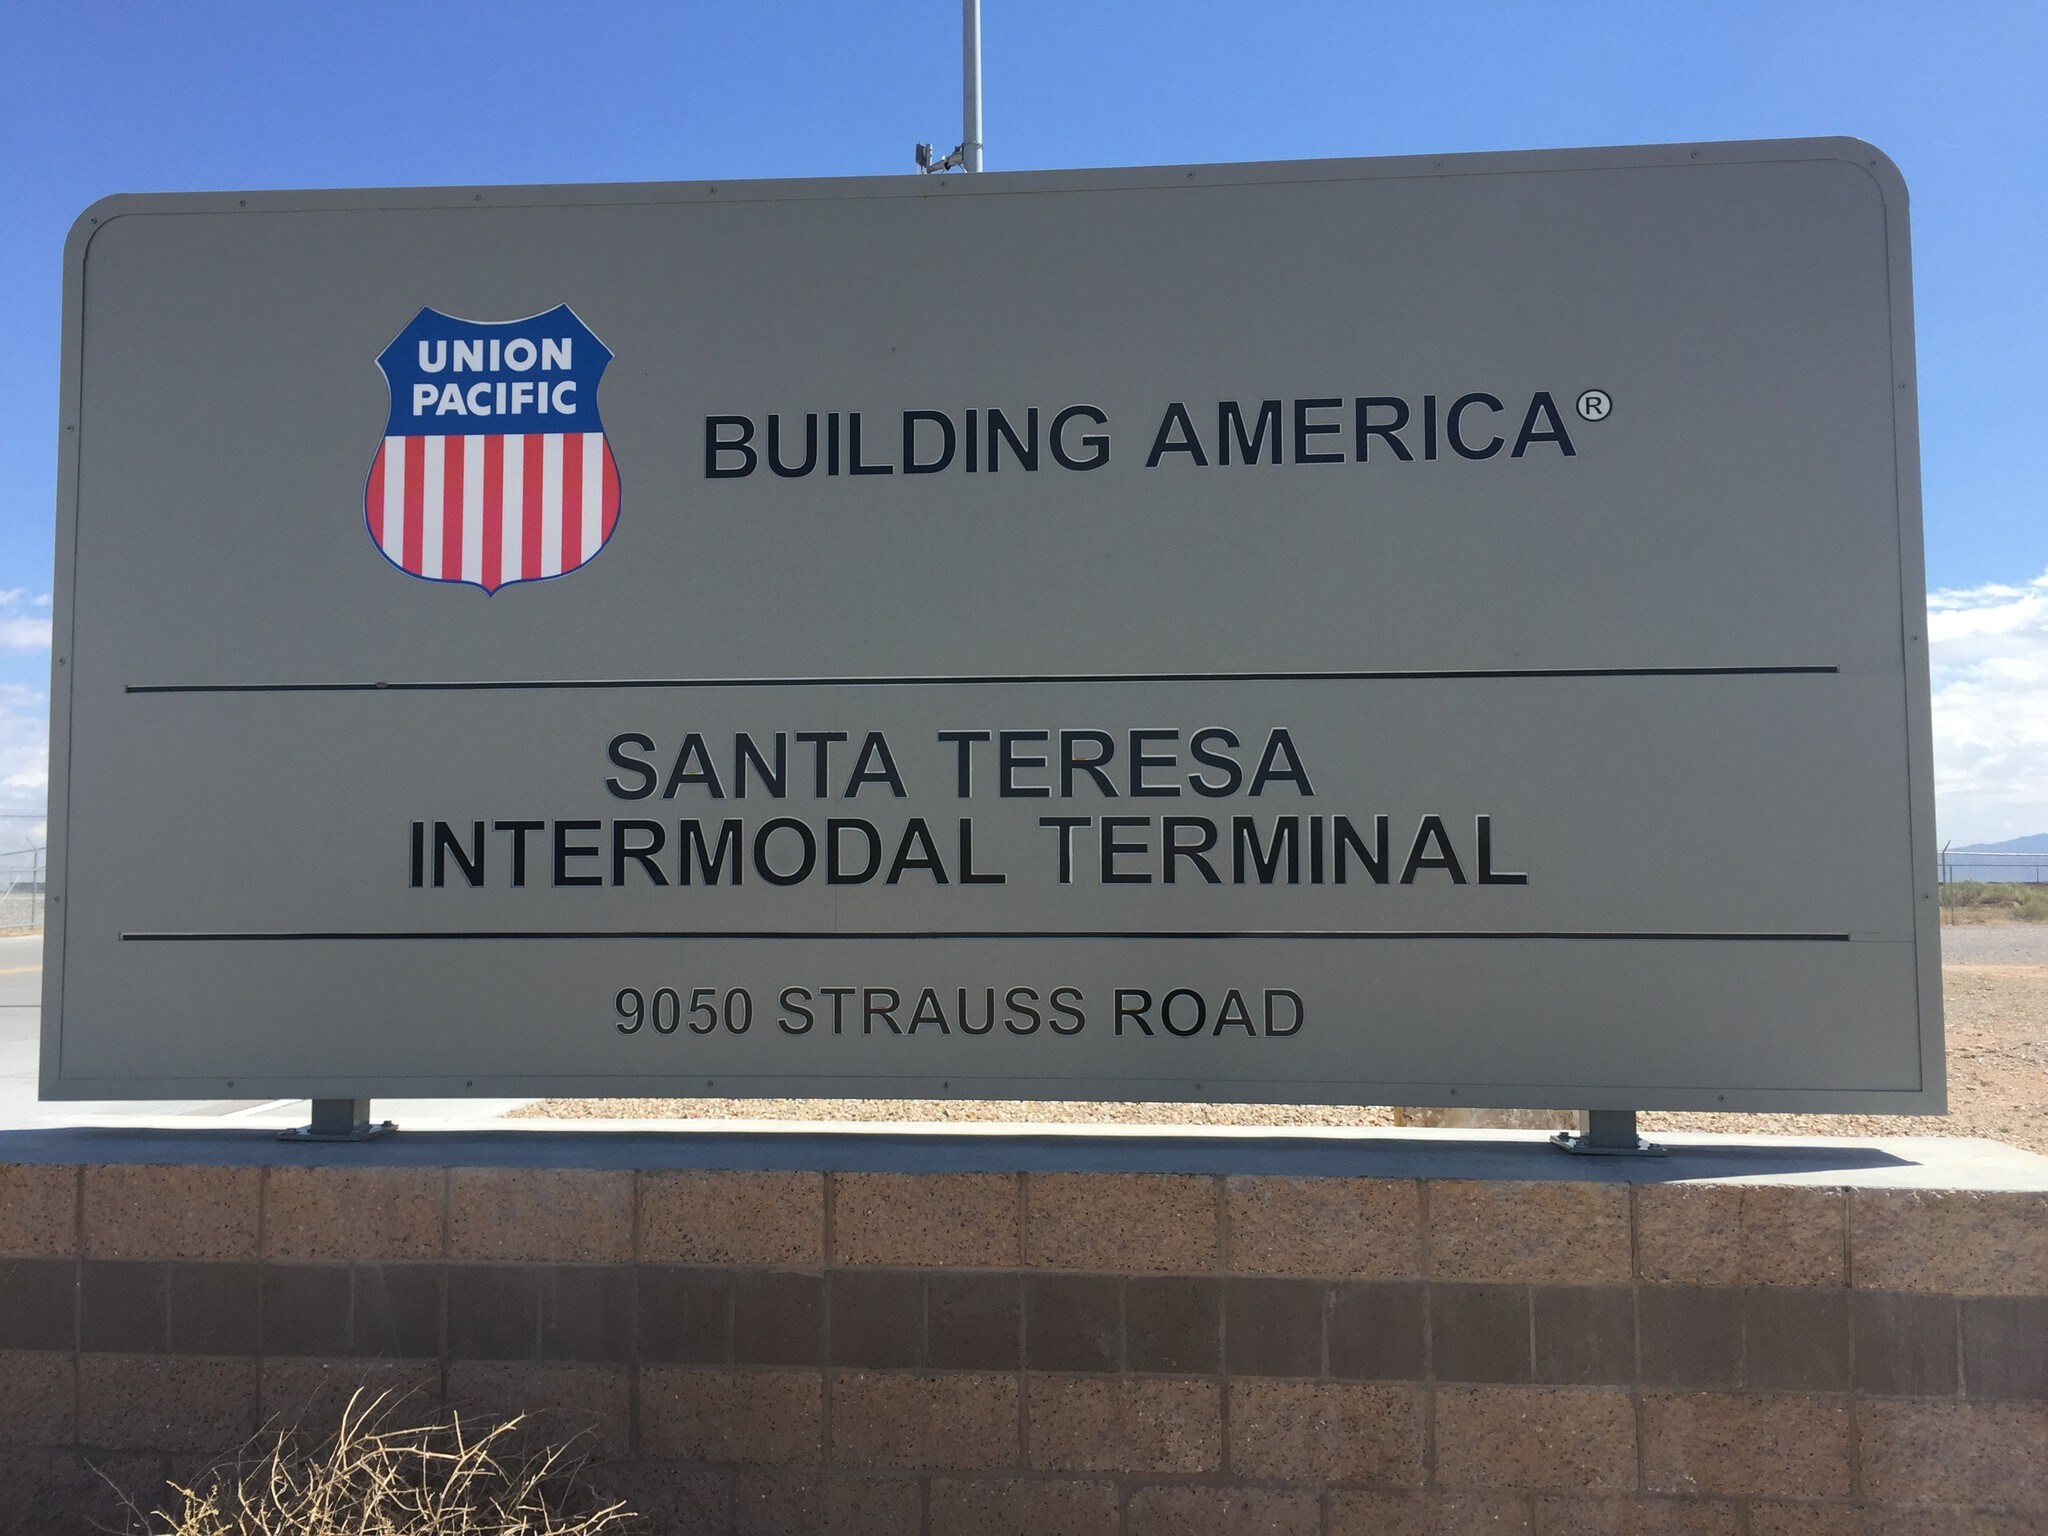 UNION
PACIFIC
BUILDING AMERICA®
SANTA TERESA
INTERMODAL TERMINAL
9050 STRAUSS ROAD